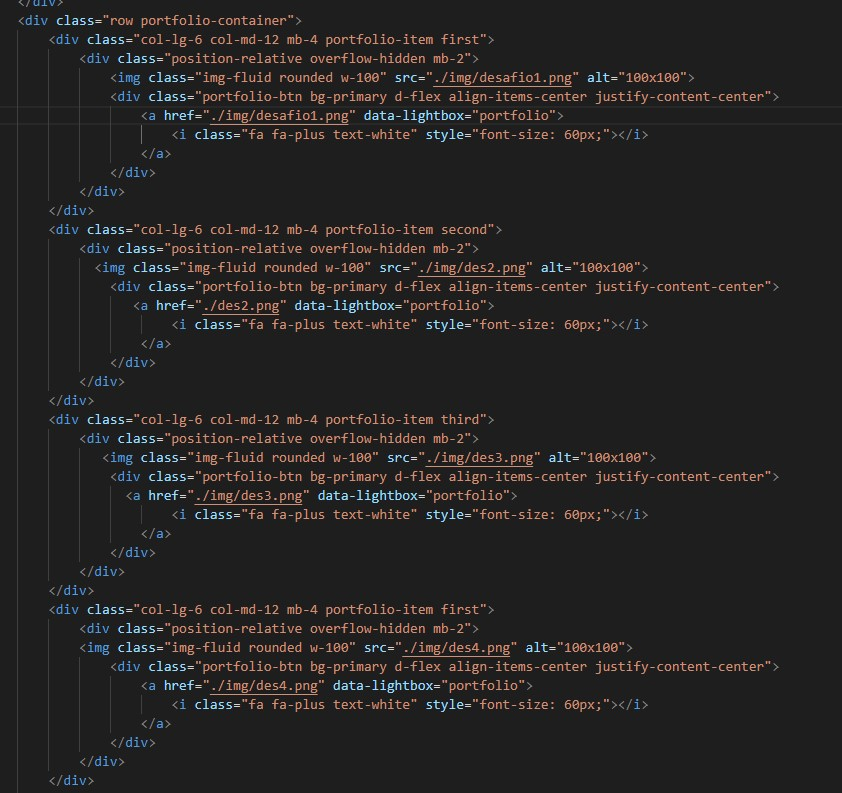 </div>
<div class="row portfolio-container">
<div class="col-lg-6 col-md-12 mb-4 portfolio-item first">
<div class="position-relative overflow-hidden mb-2">
<img class="img-fluid rounded w-100" src="./img/desafio1.png" alt="100x100">
<div class="portfolio-btn bg-primary d-flex align-items-center justify-content-center">
<a href="./img/desafio1.png" data-lightbox="portfolio">
<i class="fa fa-plus text-white" style="font-size: 60px;"></i>
</a>
</div>
</div>
</div>
<div class="col-lg-6 col-md-12 mb-4 portfolio-item second">
<div class="position-relative overflow-hidden mb-2">
<img class="img-fluid rounded w-100" src="./img/des2.png" alt="100x100">
<div class="portfolio-btn bg-primary d-flex align-items-center justify-content-center">
<a href="./des2.png" data-lightbox="portfolio">
<i class="fa fa-plus text-white" style="font-size: 60px;"></i>
</a>
</div>
</div>
</div>
<div class="col-lg-6 col-md-12 mb-4 portfolio-item third">
<div class="position-relative overflow-hidden mb-2">
<img class="img-fluid rounded w-100" src="./img/des3.png" alt="100x100">
<div class="portfolio-btn bg-primary d-flex align-items-center justify-content-center">
<a href="./img/des3.png" data-lightbox="portfolio">
<i class="fa fa-plus text-white" style="font-size: 60px;"></i>
</a>
</div>
</div>
</div>
<div class="col-lg-6 col-md-12 mb-4 portfolio-item first">
<div class="position-relative overflow-hidden mb-2">
<img class="img-fluid rounded w-100" src="./img/des4.png" alt="100x100">
<div class="portfolio-btn bg-primary d-flex align-items-center justify-content-center">
<a href="./img/des4.png" data-lightbox="portfolio">
<i class="fa fa-plus text-white" style="font-size: 60px;"></i>
</a>
</div>
</div>
</div>